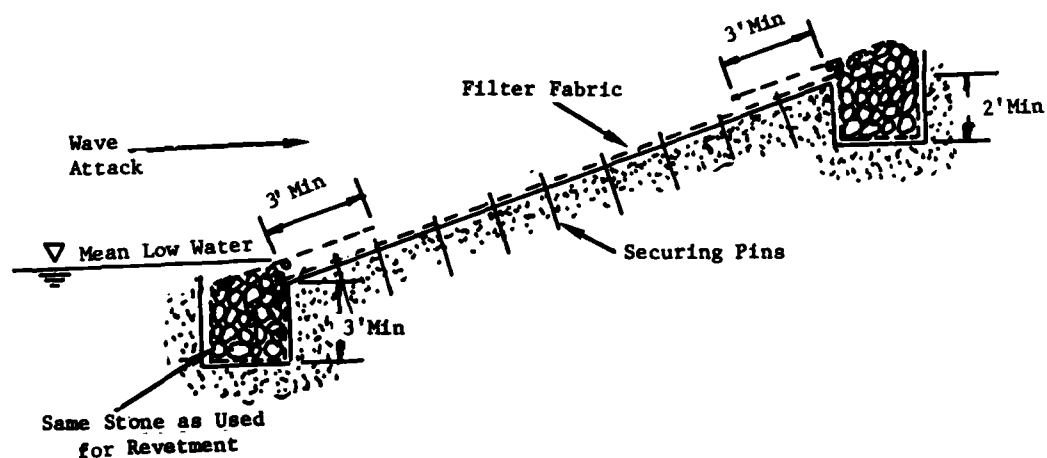 3'Min
Filter Fabric
2'Min
Wave
Attack
3' Min
Securing Pins
Mean Low Water
3'Min
Same Stone as Used
for Revetment